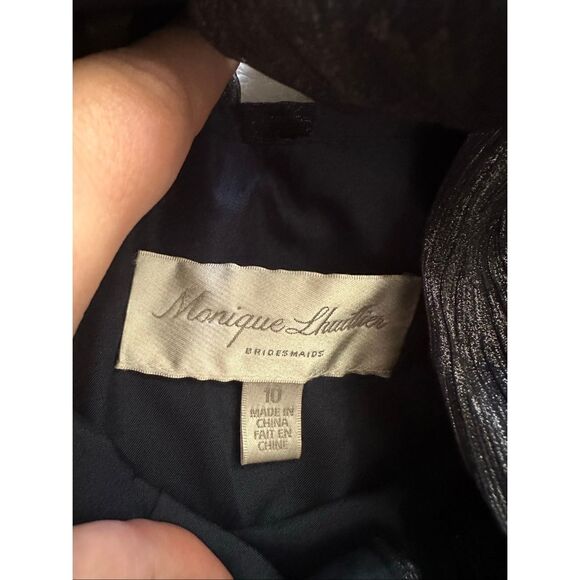 Monique Lhuillier
BRIDESMAIDS
10
MADE IN
CHINA
FAIT EN
CHINE